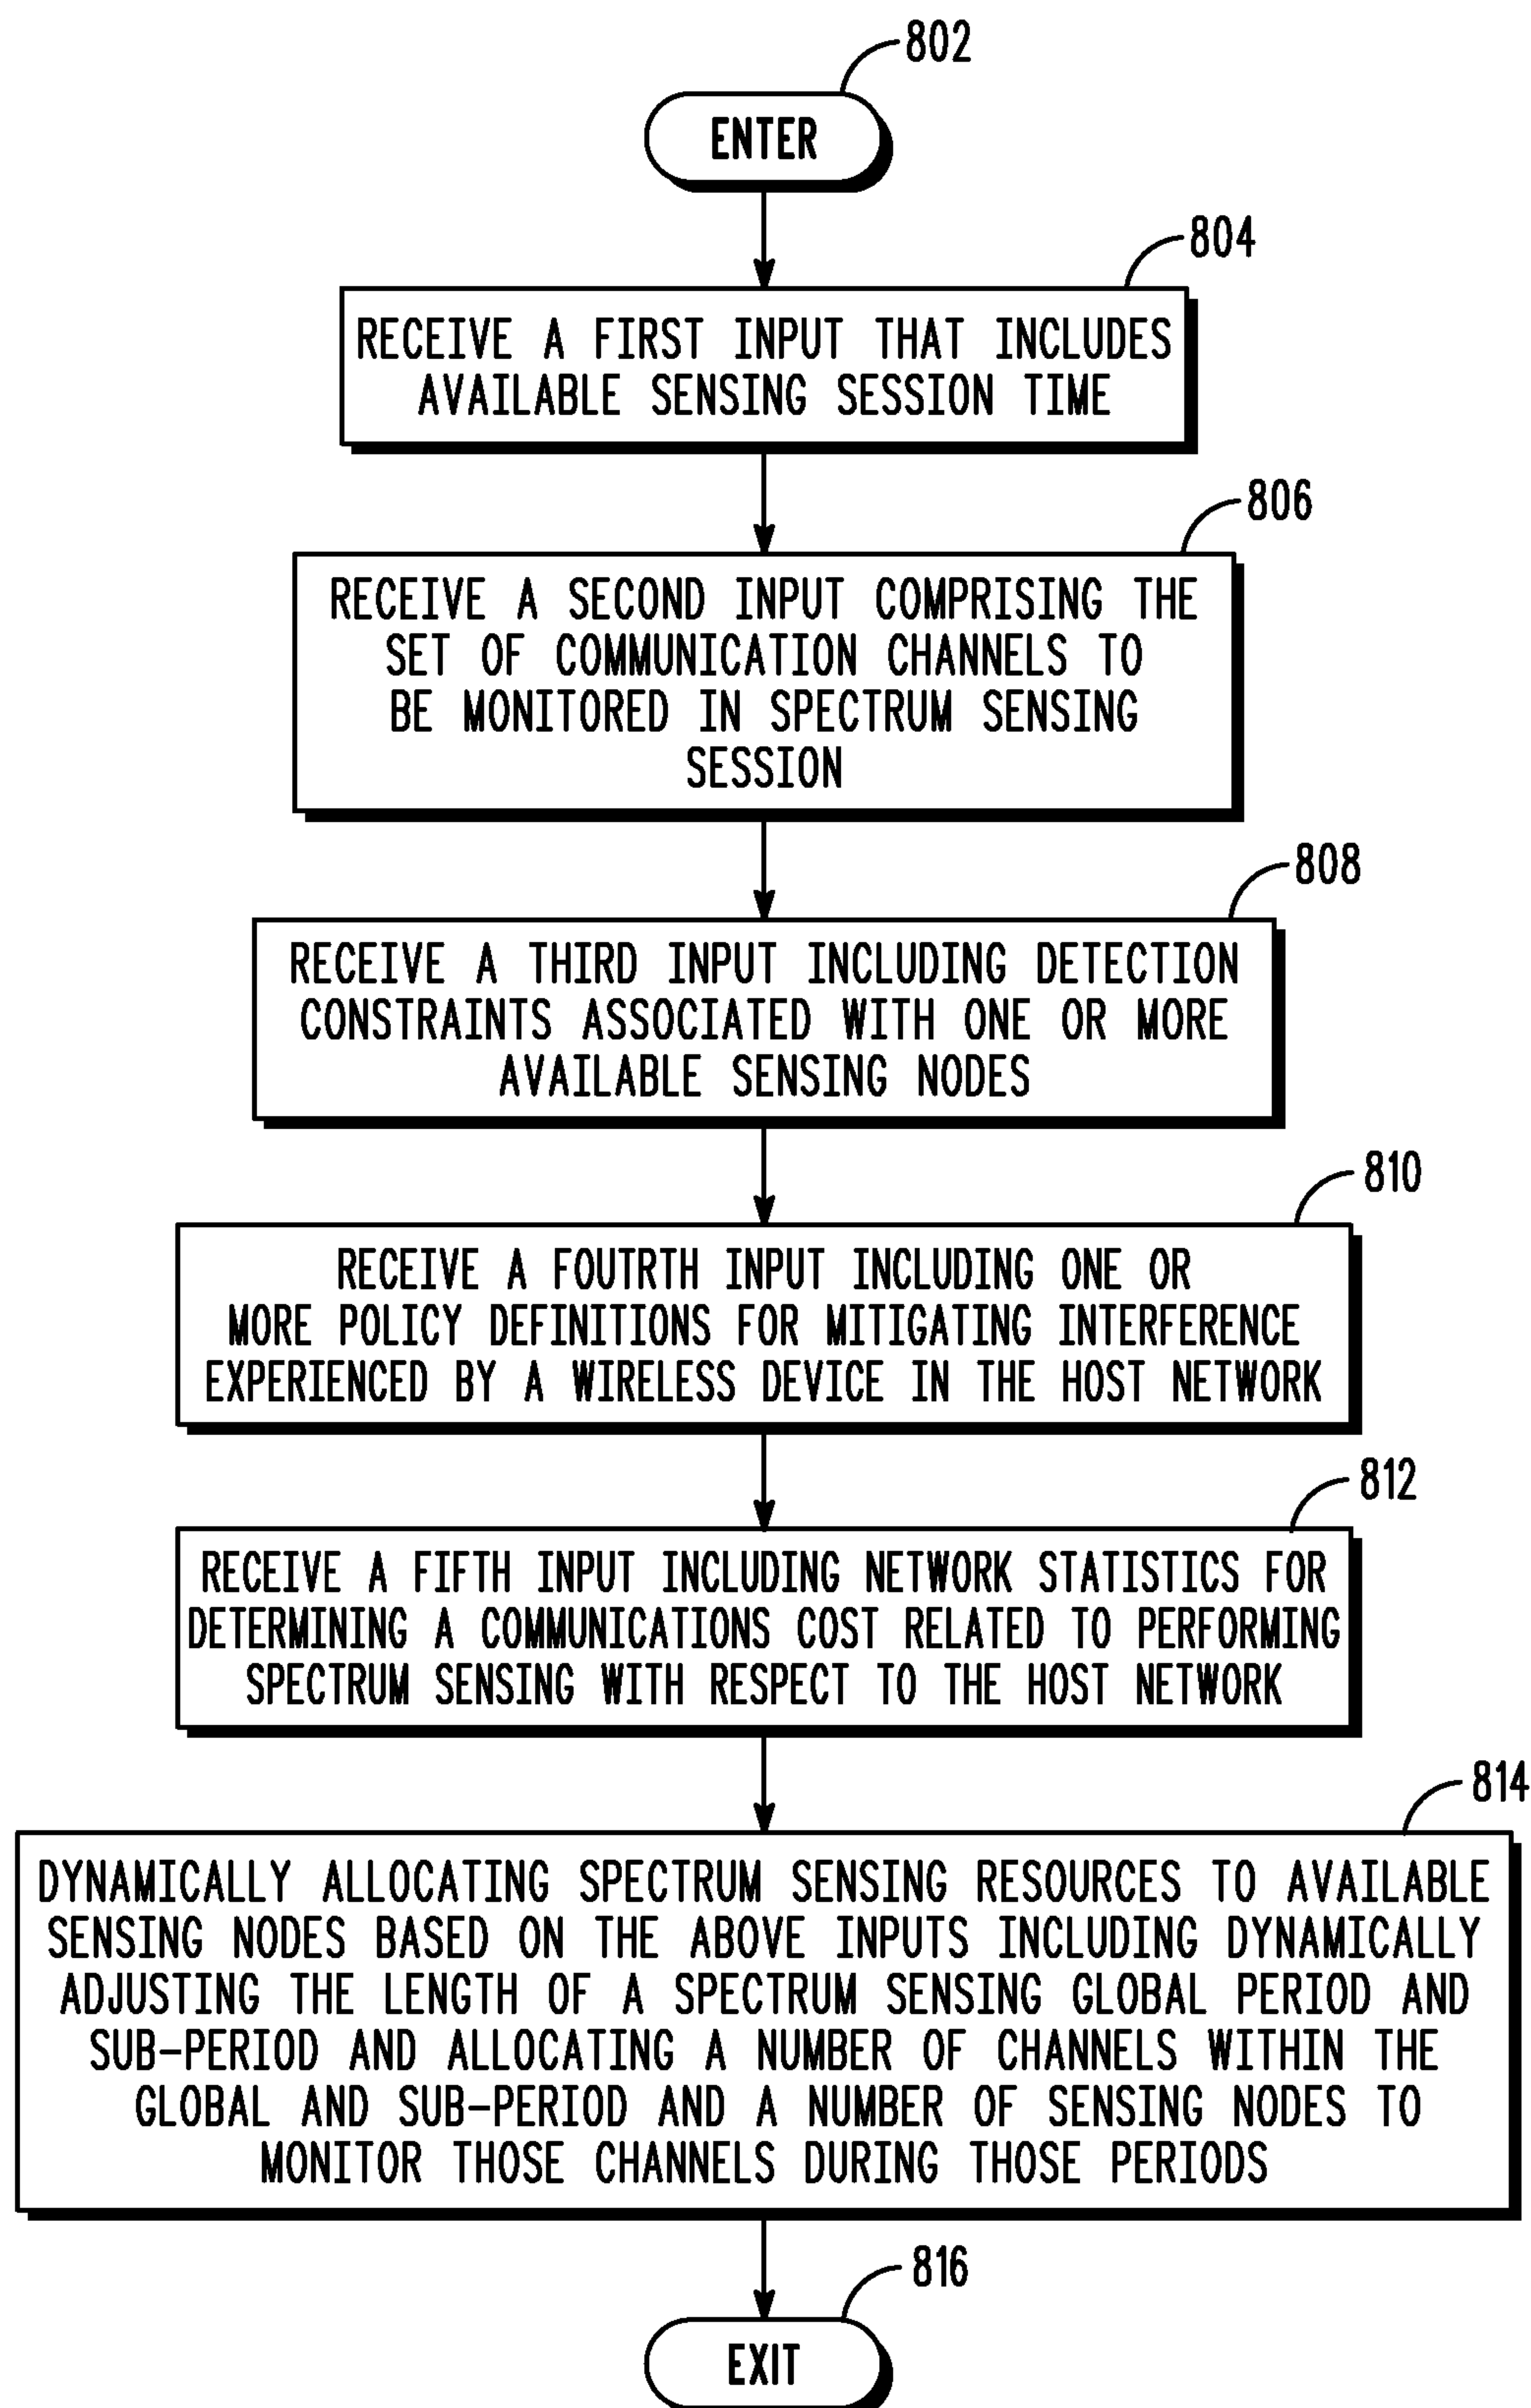 802
ENTER
804
RECEIVE A FIRST INPUT THAT INCLUDES
AVAILABLE SENSING SESSION TIME
806
RECEIVE A SECOND INPUT COMPRISING THE
SET OF COMMUNICATION CHANNELS TO
BE MONITORED IN SPECTRUM SENSING
SESSION
808
RECEIVE A THIRD INPUT INCLUDING DETECTION
CONSTRAINTS ASSOCIATED WITH ONE OR MORE
AVAILABLE SENSING NODES
810
RECEIVE A FOUTRTH INPUT INCLUDING ONE OR
MORE POLICY DEFINITIONS FOR MITIGATING INTERFERENCE
EXPERIENCED BY A WIRELESS DEVICE IN THE HOST NETWORK
812
RECEIVE A FIFTH INPUT INCLUDING NETWORK STATISTICS FOR
DETERMINING A COMMUNICATIONS COST RELATED TO PERFORMING
SPECTRUM SENSING WITH RESPECT TO THE HOST NETWORK
814
DYNAMICALLY ALLOCATING SPECTRUM SENSING RESOURCES TO AVAILABLE
SENSING NODES BASED ON THE ABOVE INPUTS INCLUDING DYNAMICALLY
ADJUSTING THE LENGTH OF A SPECTRUM SENSING GLOBAL PERIOD AND
SUB-PERIOD AND ALLOCATING A NUMBER OF CHANNELS WITHIN THE
GLOBAL AND SUB-PERIOD AND A NUMBER OF SENSING NODES TO
MONITOR THOSE CHANNELS DURING THOSE PERIODS
816
EXIT